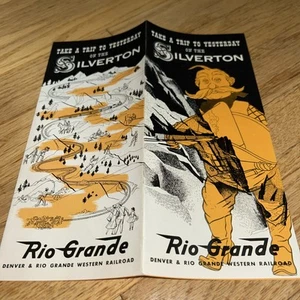 TAKE A TRIP TO YESTERDAY
ON THE
SILVERTON
Rio Grande
DENVER & RIO GRANDE WESTERN RAILROAD
TAKE A TRIP TO YESTERDAY
ON THE
SILVERTON
Rio Grande
DENVER & RIO GRANDE WESTERN RAILROAD